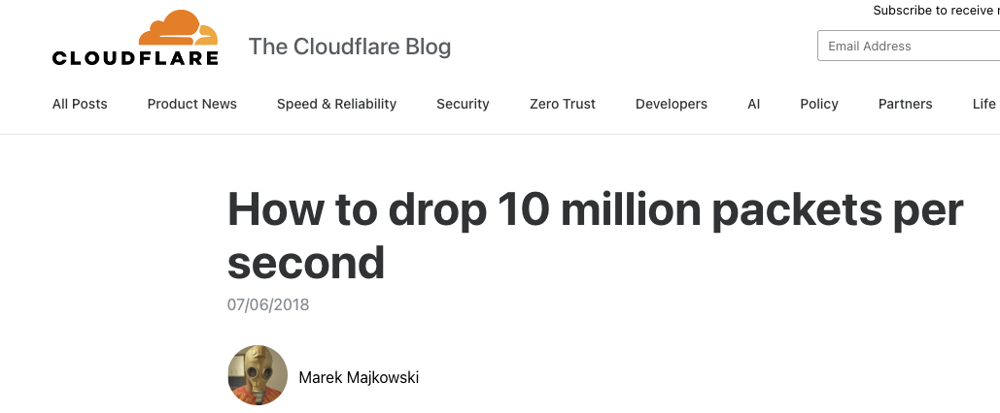 Subscribe to receive
CLOUDFLARE
The Cloudflare Blog
Email Address
All Posts
Product News
Speed & Reliability
Security
Zero Trust
Developers
AI
Policy
Partners
Life
How to drop 10 million packets per
second
07/06/2018
Marek Majkowski